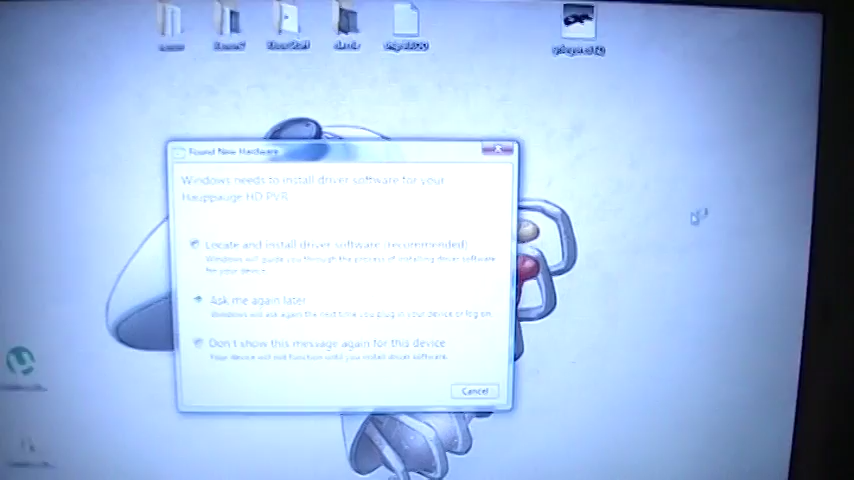 Found New Hardware
Windows needs to install driver software for your
Hauppauge HD PVR
Locate and install driver software (recommended)
Windows will guide you through the process of installing driver software
for your device.
Ask me again later
Windows will ask again the next time you plug in your device or log on.
Don't show this message again for this device
Your device will not function until you install driver software.
Cancel